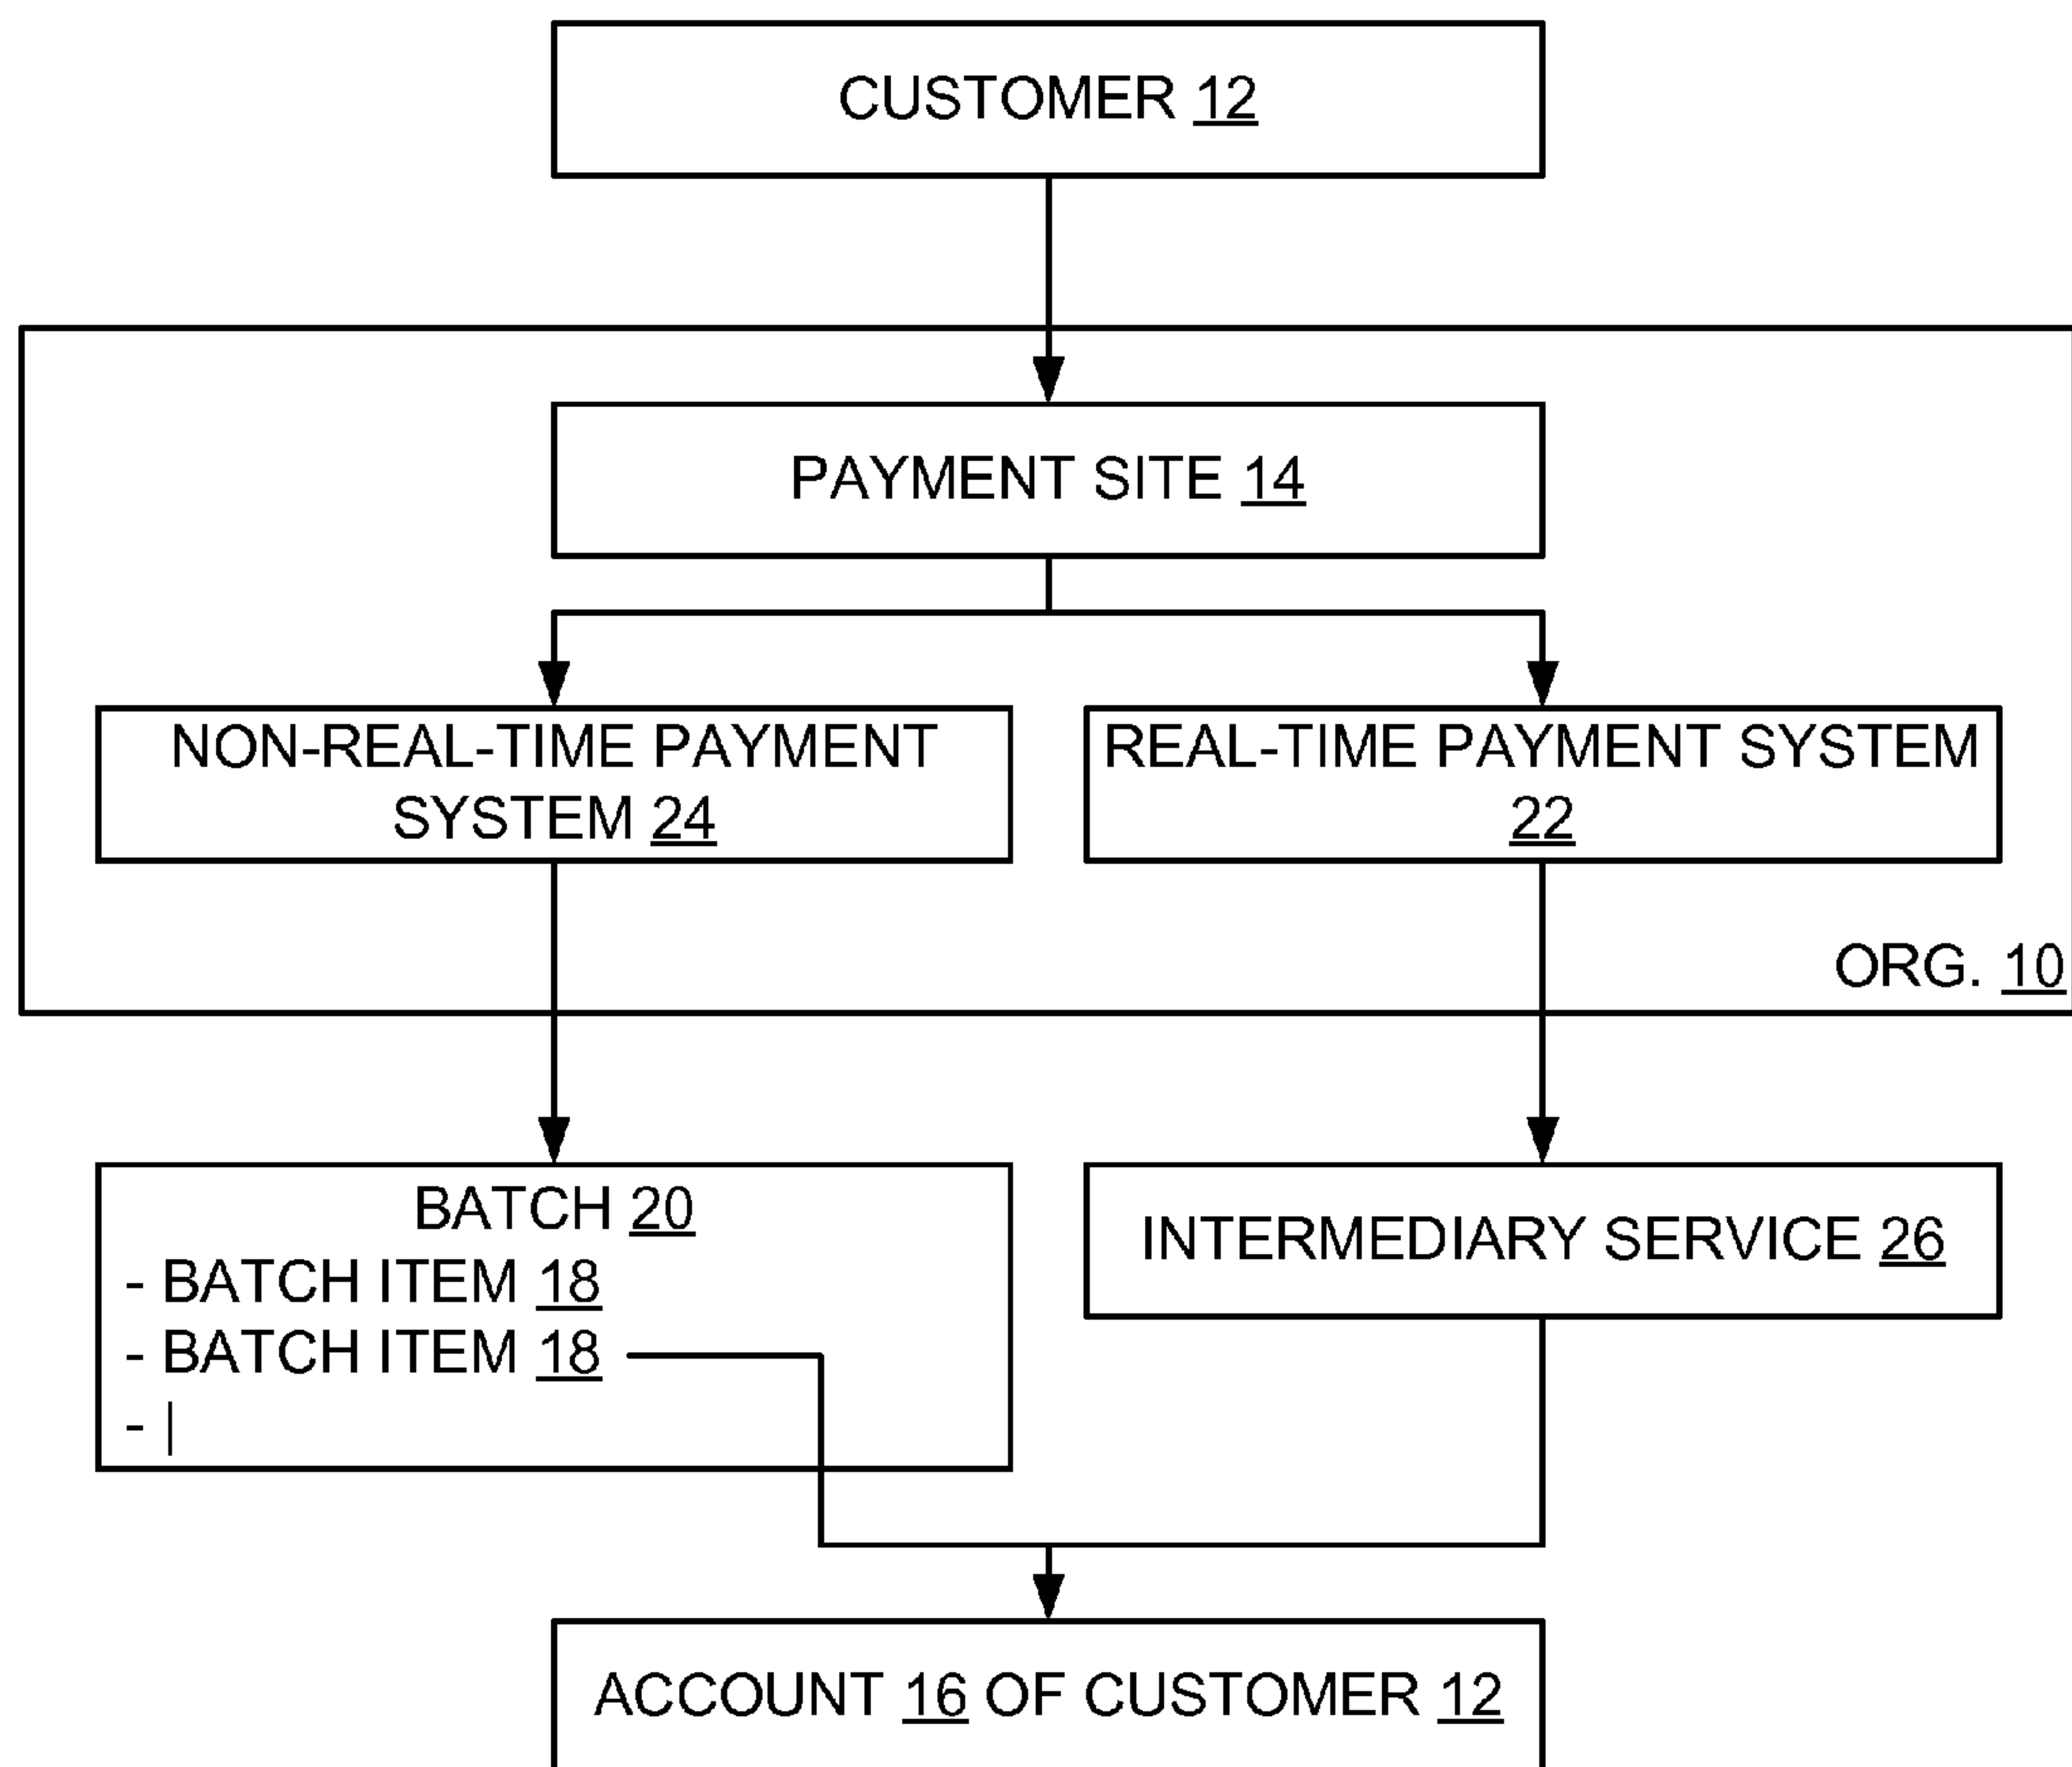 CUSTOMER 12
PAYMENT SITE 14
NON-REAL-TIME PAYMENT
SYSTEM 24
REAL-TIME PAYMENT SYSTEM
22
ORG. 10
BATCH 20
- BATCH ITEM 18
- BATCH ITEM 18
- |
INTERMEDIARY SERVICE 26
ACCOUNT 16 OF CUSTOMER 12